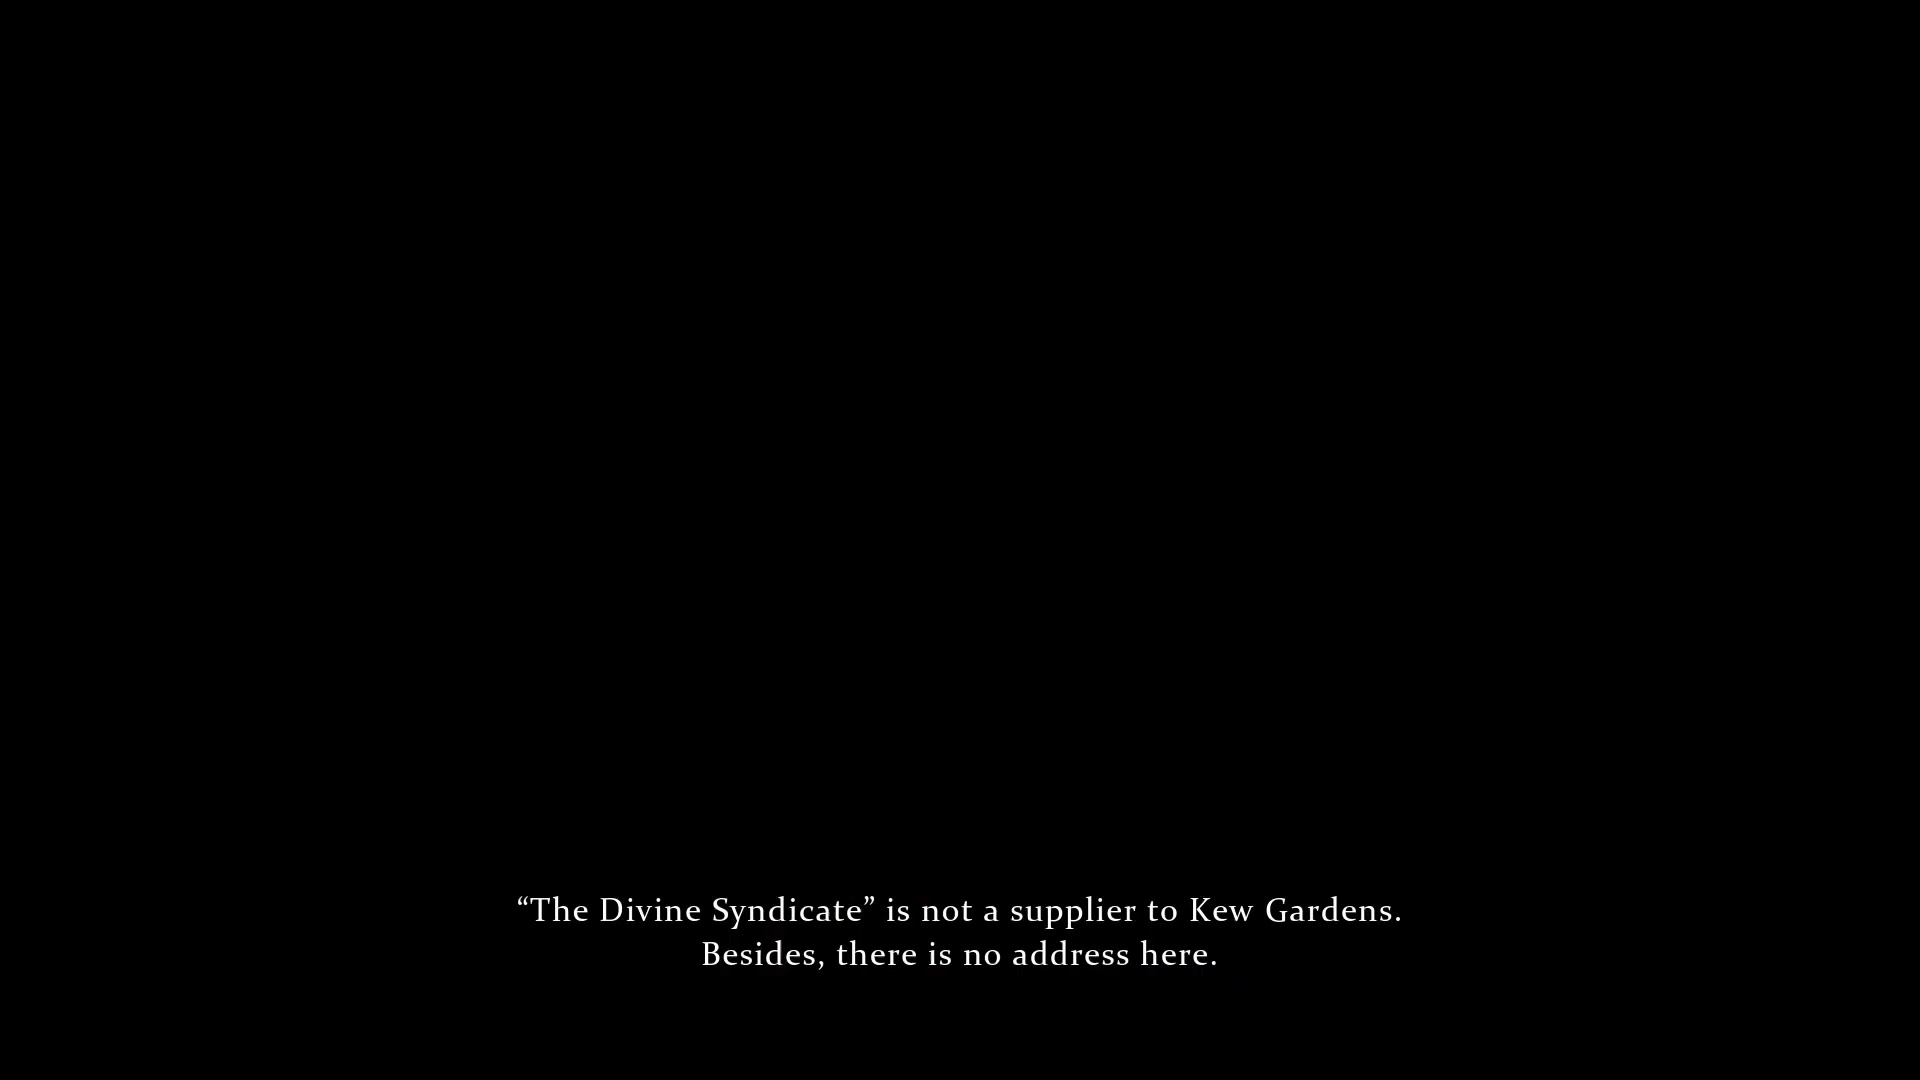 “The Divine Syndicate” is not a supplier to Kew Gardens.
Besides, there is no address here.